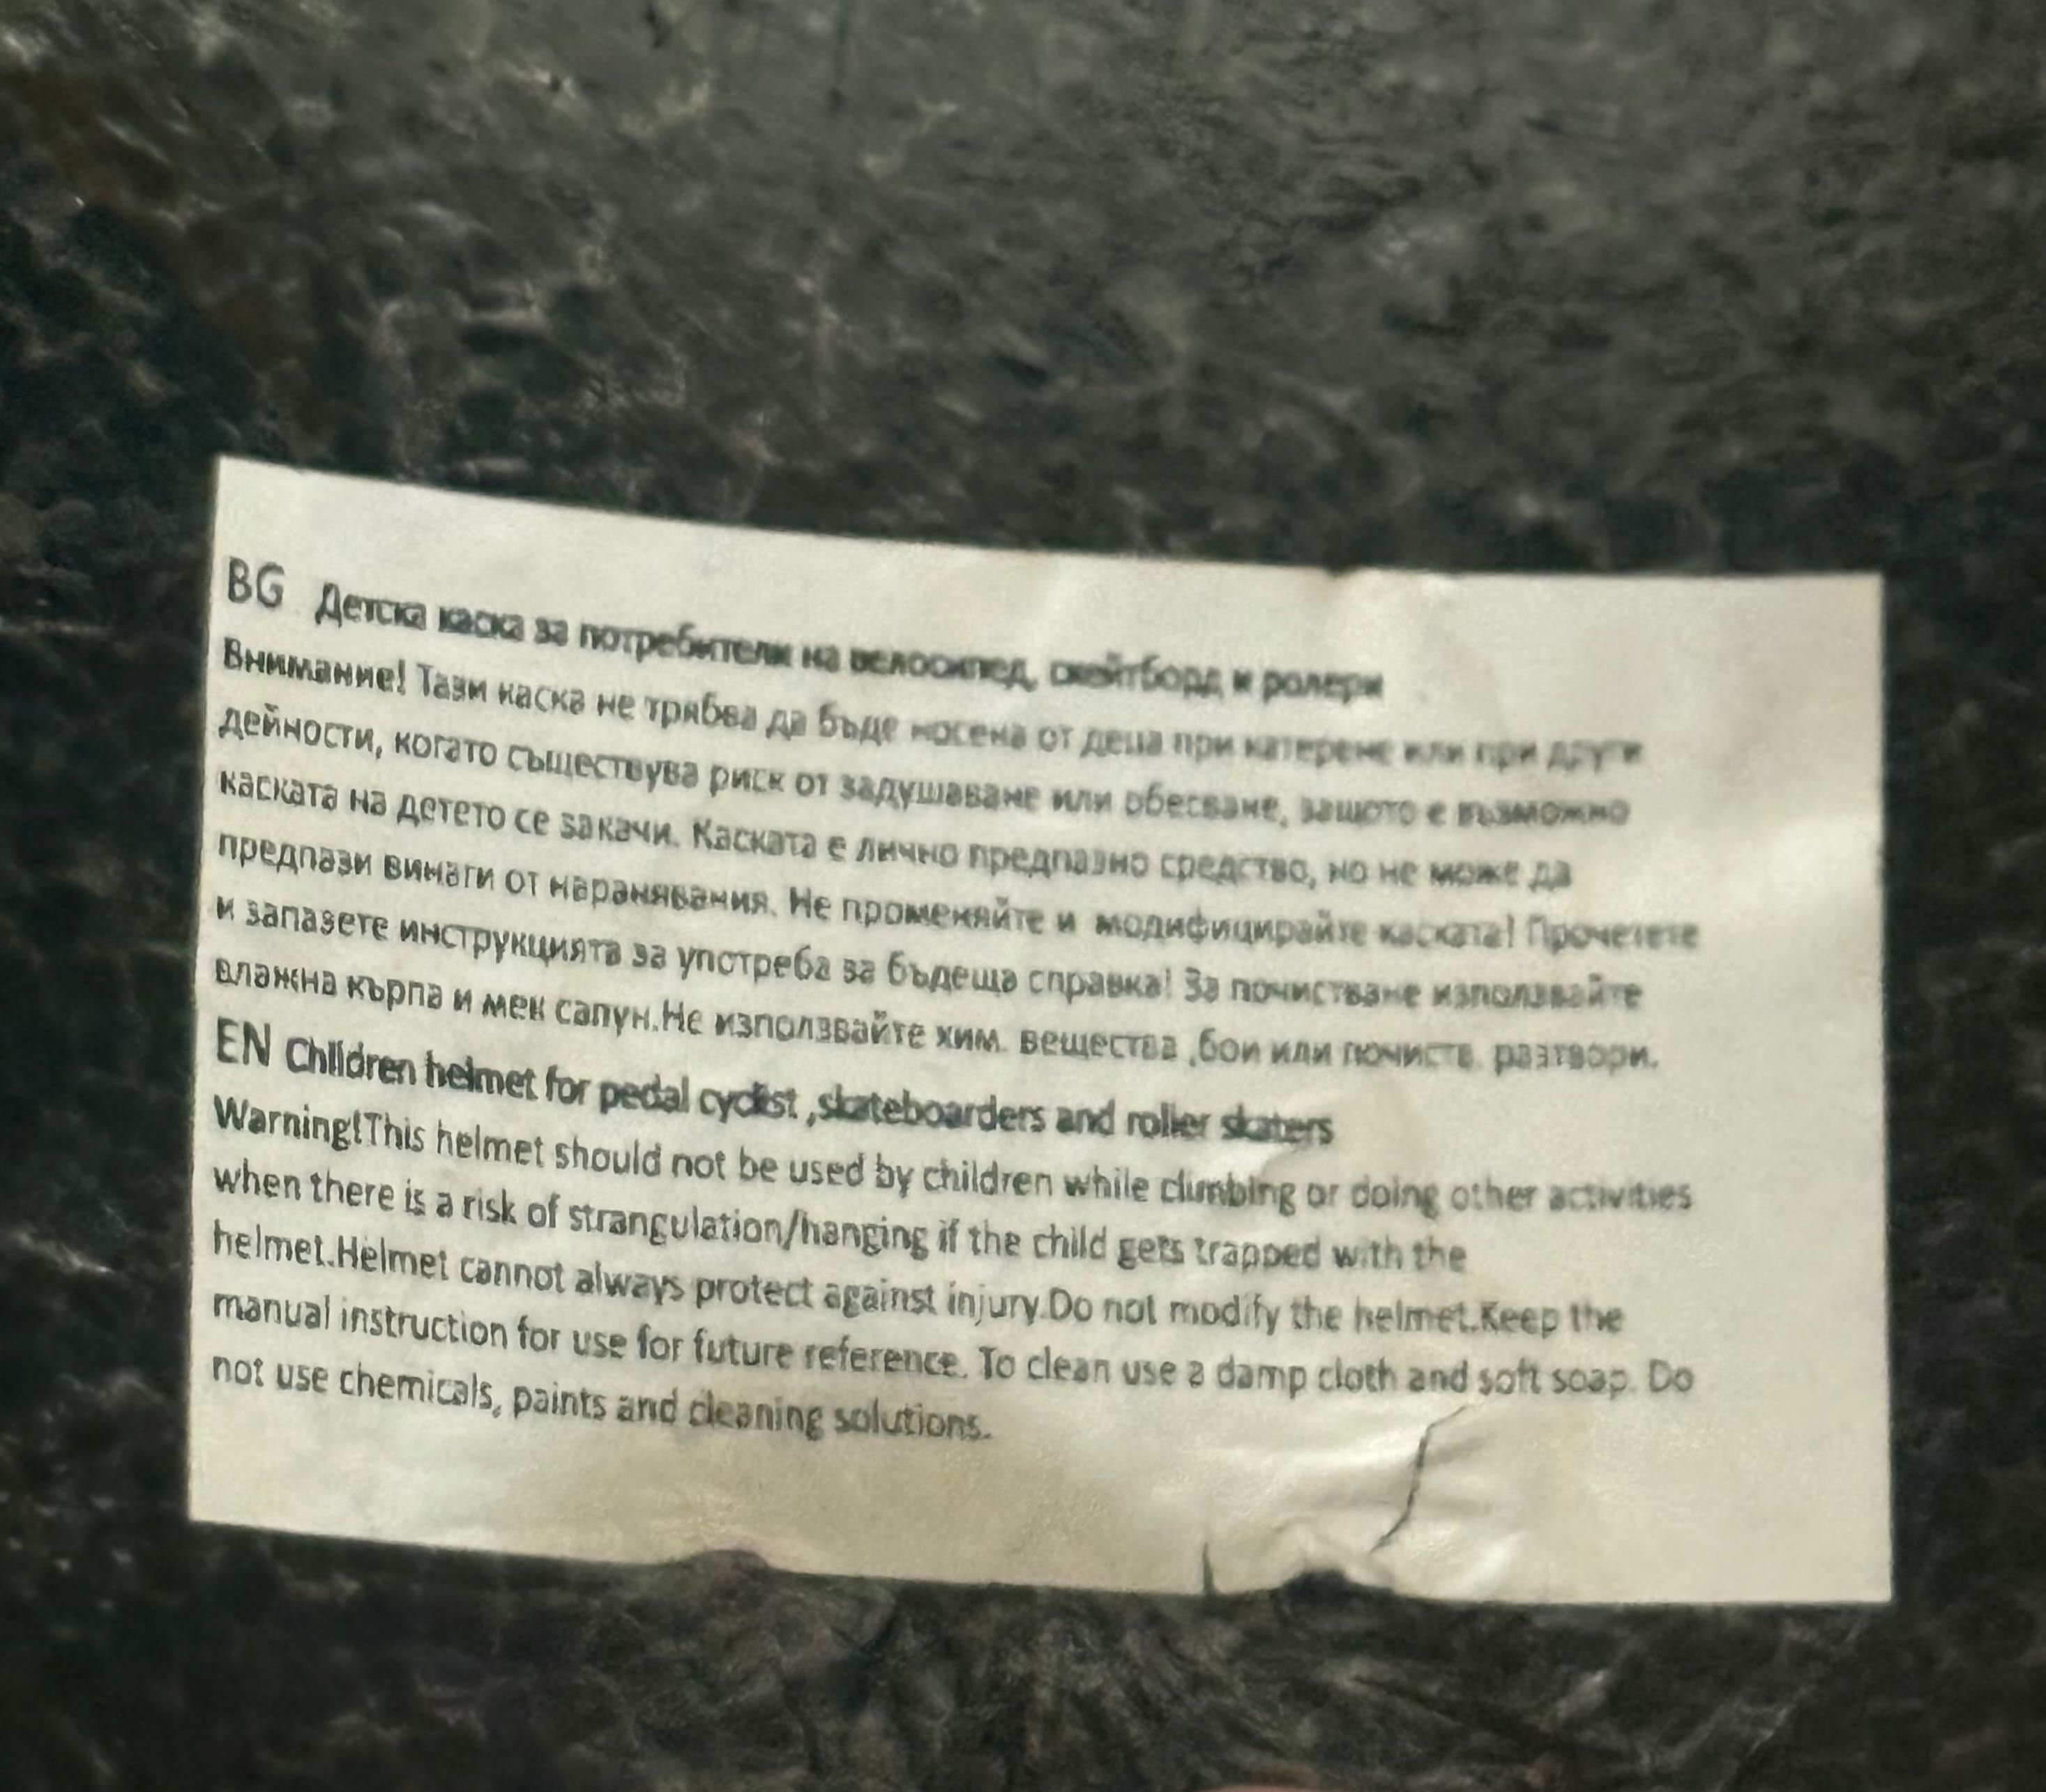 BG Детска каска за потребители на велосипед, скейтборд и ролери
Внимание! Тази каска не трябва да бъде носена от деца при катерене или при други
дейности, когато съществува риск от задушаване или обесване, защото е възможно
каската на детето се закачи. Каската е лично предпазно средство, но не може да
предпази винаги от наранявания. Не променяйте и модифицирайте каската! Прочетете
и запазете инструкцията за употреба за бъдеща справка! За почистване използвайте
влажна кърпа и мек сапун.Не използвайте хим. вещества ,бои или почиств. разтвори.
EN Children helmet for pedal cyclist ,skateboarders and roller skaters
Warning!This helmet should not be used by children while climbing or doing other activities
when there is a risk of strangulation/hanging if the child gets trapped with the
helmet.Helmet cannot always protect against injury.Do not modify the helmet.Keep the
manual instruction for use for future reference. To clean use a damp cloth and soft soap. Do
not use chemicals, paints and cleaning solutions.